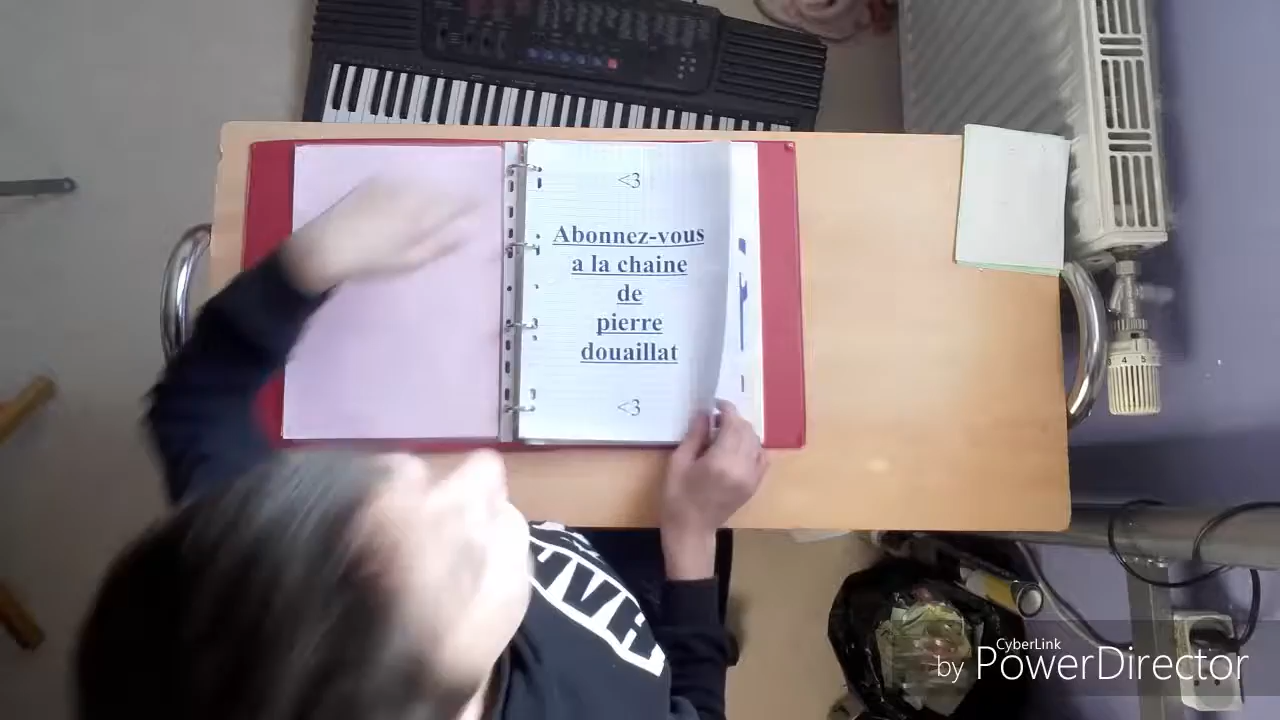 <3
Abonnez-vous
a la chaine
de
pierre
douaillat
<3
CyberLink
by PowerDirector